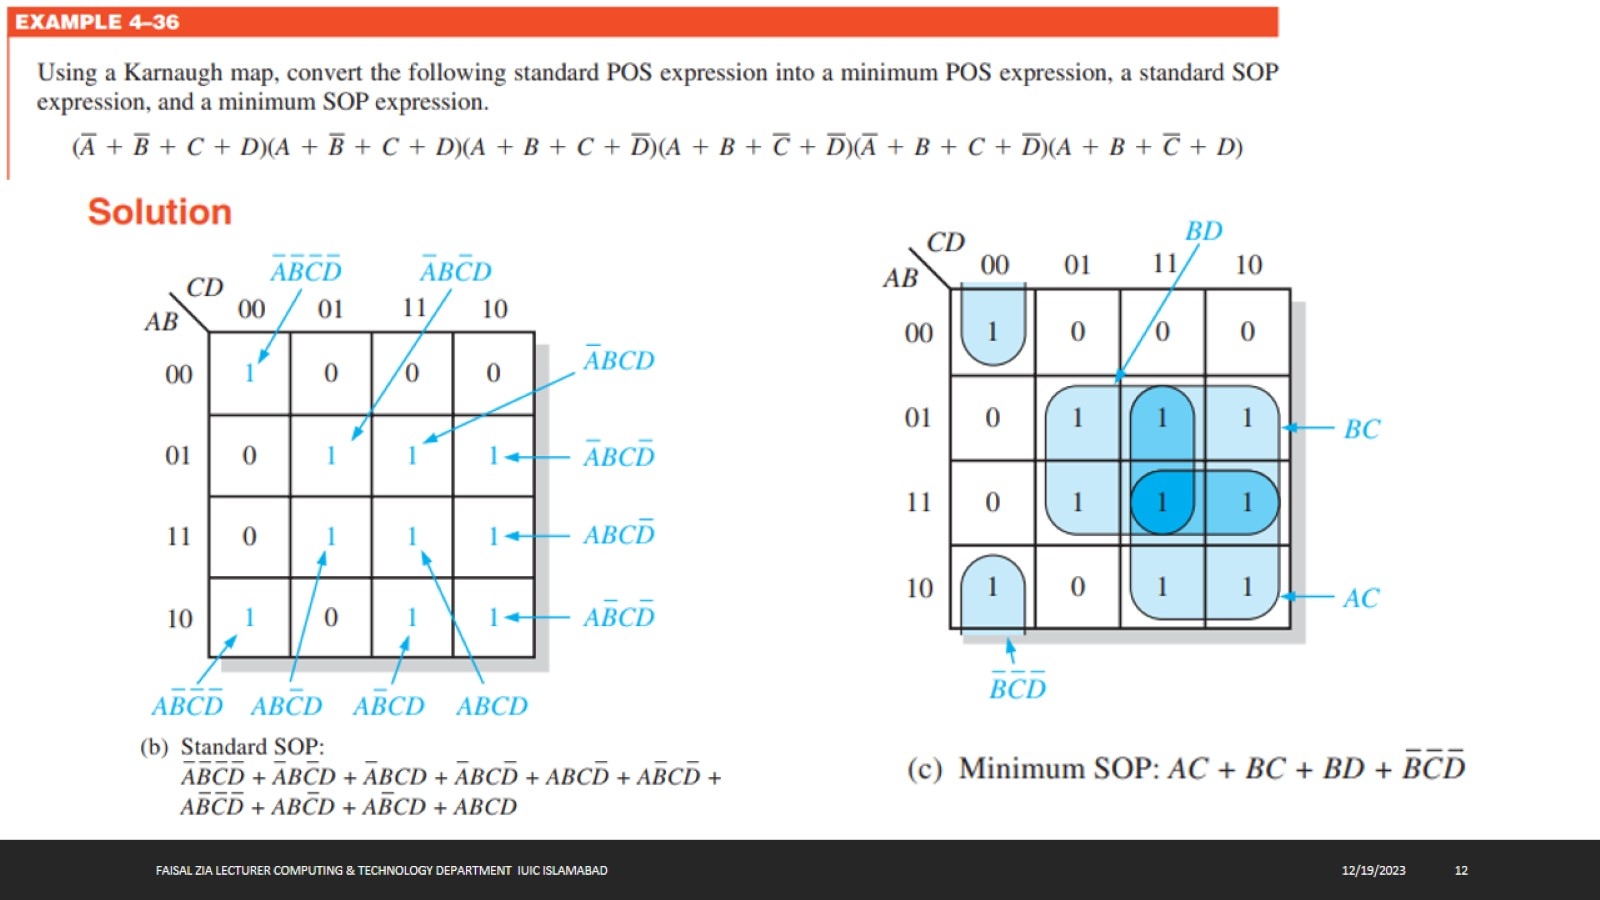 EXAMPLE 4–36
Using a Karnaugh map, convert the following standard POS expression into a minimum POS expression, a standard SOP
expression, and a minimum SOP expression.
(A̅ + B̅ + C + D)(A + B̅ + C + D)(A + B + C + D̅)(A + B + C̅ + D̅)(A̅ + B + C + D̅)(A + B + C̅ + D)
Solution
CD
AB
A̅B̅C̅D̅
A̅BC̅D
00 01 11 10
00 1 0 0 0
A̅BCD
01 0 1 1 1
A̅BCD̅
11 0 1 1 1
ABCD̅
10 1 0 1 1
AB̅CD̅
AB̅C̅D̅ ABC̅D AB̅CD ABCD
(b) Standard SOP:
A̅B̅C̅D̅ + A̅BC̅D + A̅BCD + A̅BCD̅ + ABCD̅ + AB̅CD̅ +
AB̅C̅D̅ + ABC̅D + AB̅CD + ABCD
BD
CD
AB
00 01 11 10
00 1 0 0 0
01 0 1 1 1
BC
11 0 1 1 1
10 1 0 1 1
AC
B̅C̅D̅
(c) Minimum SOP: AC + BC + BD + B̅C̅D̅
FAISAL ZIA LECTURER COMPUTING & TECHNOLOGY DEPARTMENT IUIC ISLAMABAD
12/19/2023
12